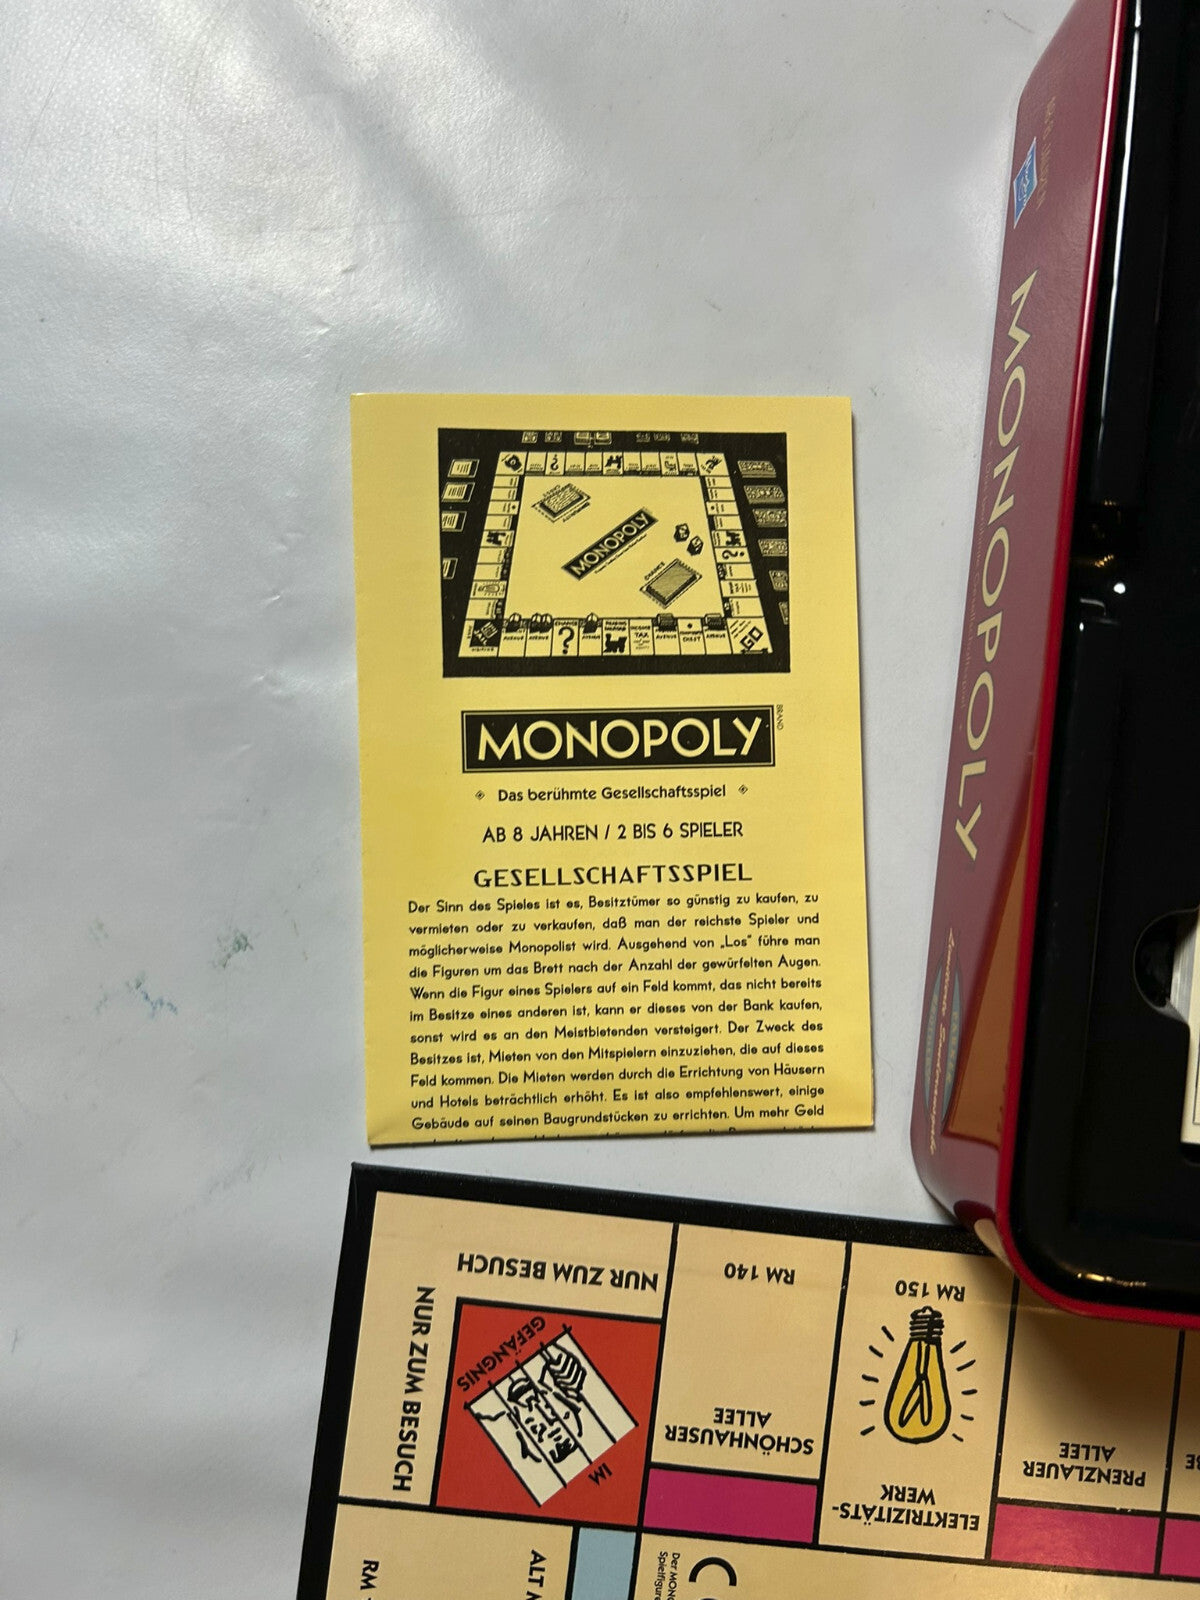 MONOPOLY
CHANCE
GO
MONOPOLY
BRAND
Das berühmte Gesellschaftsspiel
AB 8 JAHREN / 2 BIS 6 SPIELER
GESELLSCHAFTSSPIEL
Der Sinn des Spieles ist es, Besitztümer so günstig zu kaufen, zu
vermieten oder zu verkaufen, daß man der reichste Spieler und
möglicherweise Monopolist wird. Ausgehend von „Los" führe man
die Figuren um das Brett nach der Anzahl der gewürfelten Augen.
Wenn die Figur eines Spielers auf ein Feld kommt, das nicht bereits
im Besitze eines anderen ist, kann er dieses von der Bank kaufen,
sonst wird es an den Meistbietenden versteigert. Der Zweck des
Besitzes ist, Mieten von den Mitspielern einzuziehen, die auf dieses
Feld kommen. Die Mieten werden durch die Errichtung von Häusern
und Hotels beträchtlich erhöht. Es ist also empfehlenswert, einige
Gebäude auf seinen Baugrundstücken zu errichten. Um mehr Geld
MONOPOLY
NUR ZUM BESUCH
NUR ZUM BESUCH
IM
GEFÄNGNIS
RM 140
SCHÖNHAUSER
ALLEE
RM 150
ELEKTRIZITÄTS-
WERK
PRENZLAUER
ALLEE
RM
ALT